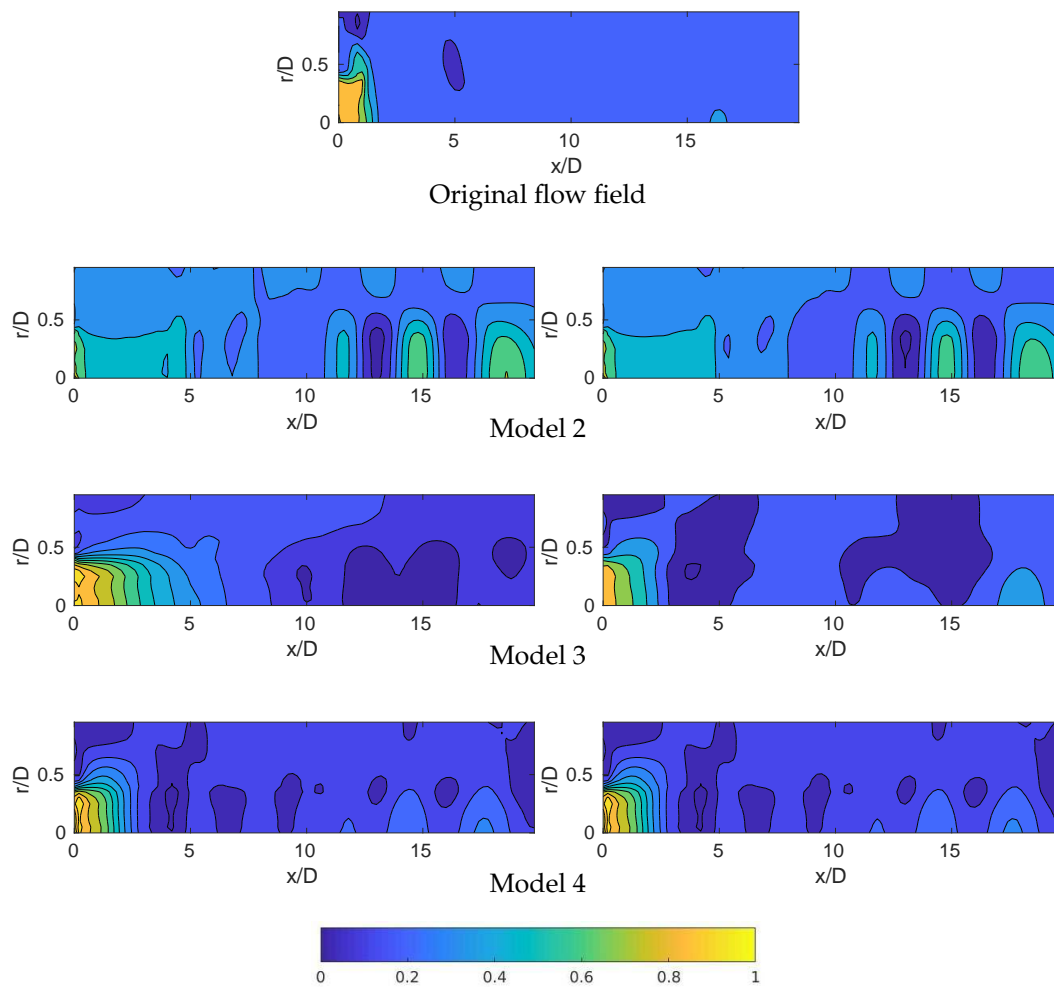 r/D
0.5
0
0 5 10 15
x/D
Original flow field
r/D 0.5 0 r/D 0.5 0
0 5 10 15 0 5 10 15
x/D x/D
Model 2
r/D 0.5 0 r/D 0.5 0
0 5 10 15 0 5 10 15
x/D x/D
Model 3
r/D 0.5 0 r/D 0.5 0
0 5 10 15 0 5 10 15
x/D x/D
Model 4
0 0.2 0.4 0.6 0.8 1